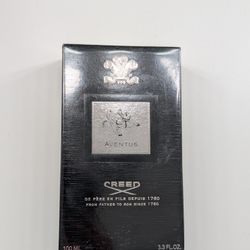 AVENTUS
CREED
DE PÈRE EN FILS DEPUIS 1760
FROM FATHER TO SON SINCE 1760
100 ML
3.3 FL.OZ.